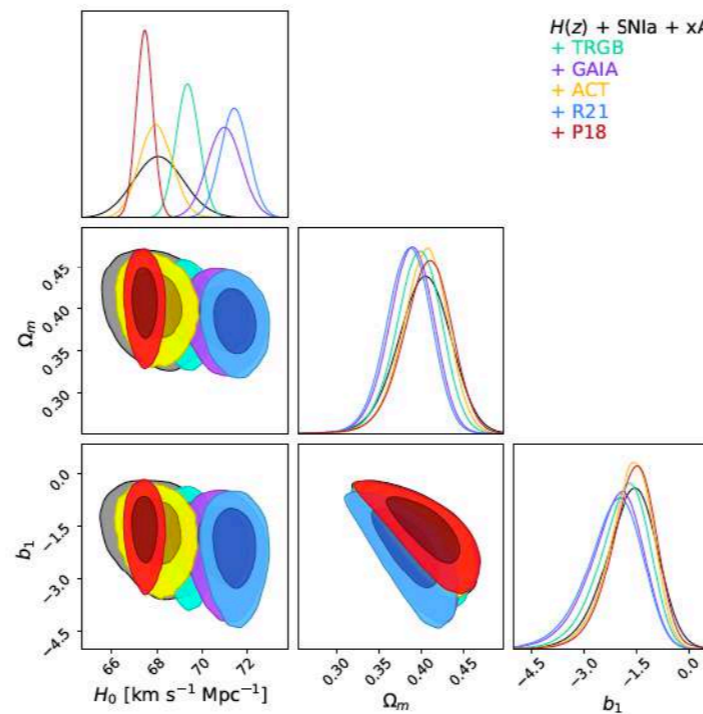 H(z) + SNIa + xA
+ TRGB
+ GAIA
+ ACT
+ R21
+ P18
0.45
0.40
0.35
0.30
Ωₘ
0.0
−1.5
−3.0
−4.5
b₁
66 69 70 72
H₀ [km s⁻¹ Mpc⁻¹]
0.30 0.35 0.40 0.45
Ωₘ
−4.5 −3.0 −1.5 0.0
b₁